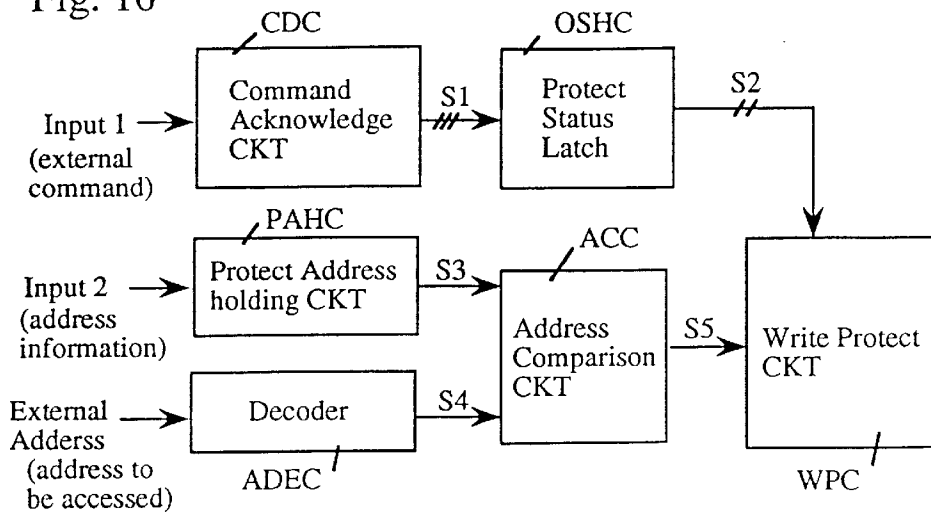 Fig. 10
CDC
OSHC
Command
Acknowledge
CKT
S1
Protect
Status
Latch
S2
Input 1
(external
command)
PAHC
ACC
Protect Address
holding CKT
S3
Input 2
(address
information)
Address
Comparison
CKT
S5
Write Protect
CKT
External
Adderss
(address to
be accessed)
Decoder
S4
ADEC
WPC